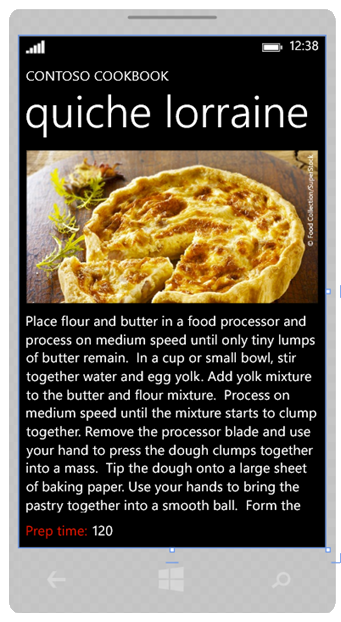 12:38
CONTOSO COOKBOOK
quiche lorraine
© Food Collection/SuperStock
Place flour and butter in a food processor and
process on medium speed until only tiny lumps
of butter remain.  In a cup or small bowl, stir
together water and egg yolk. Add yolk mixture
to the butter and flour mixture.  Process on
medium speed until the mixture starts to clump
together. Remove the processor blade and use
your hand to press the dough clumps together
into a mass.  Tip the dough onto a large sheet
of baking paper. Use your hands to bring the
pastry together into a smooth ball.  Form the
Prep time: 120